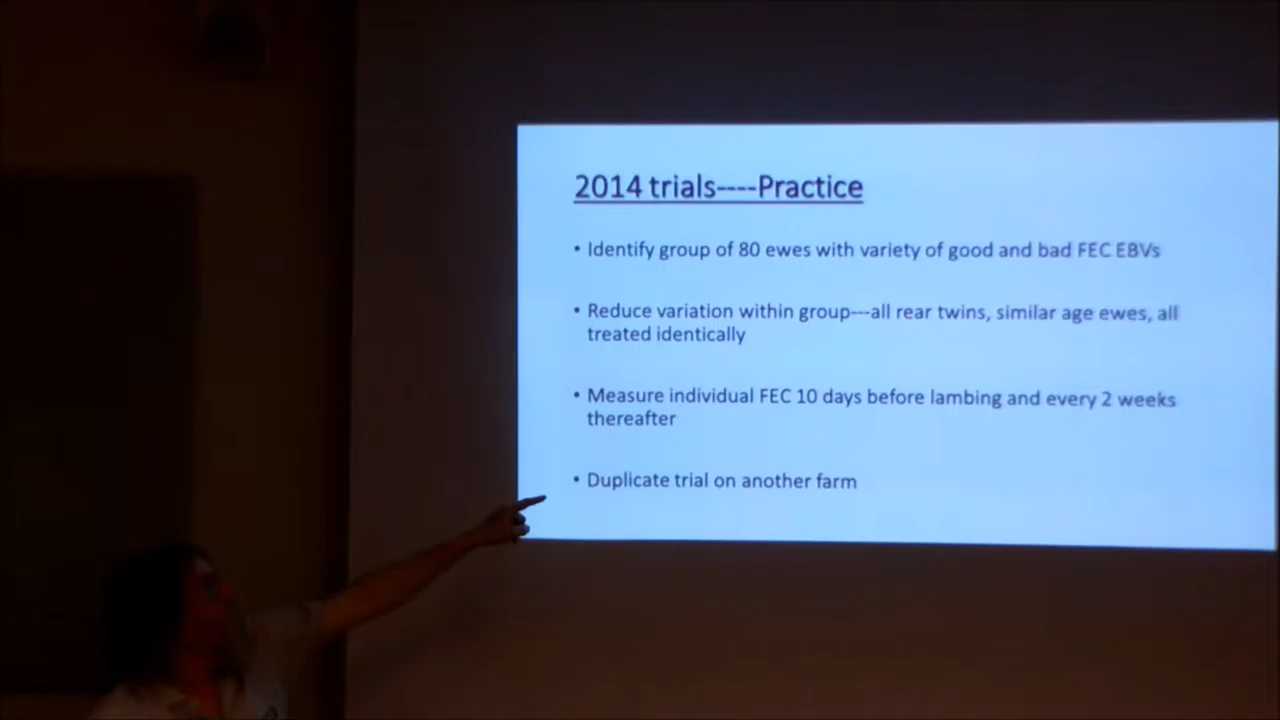 2014 trials----Practice
• Identify group of 80 ewes with variety of good and bad FEC EBVs
• Reduce variation within group---all rear twins, similar age ewes, all
treated identically
• Measure individual FEC 10 days before lambing and every 2 weeks
thereafter
• Duplicate trial on another farm